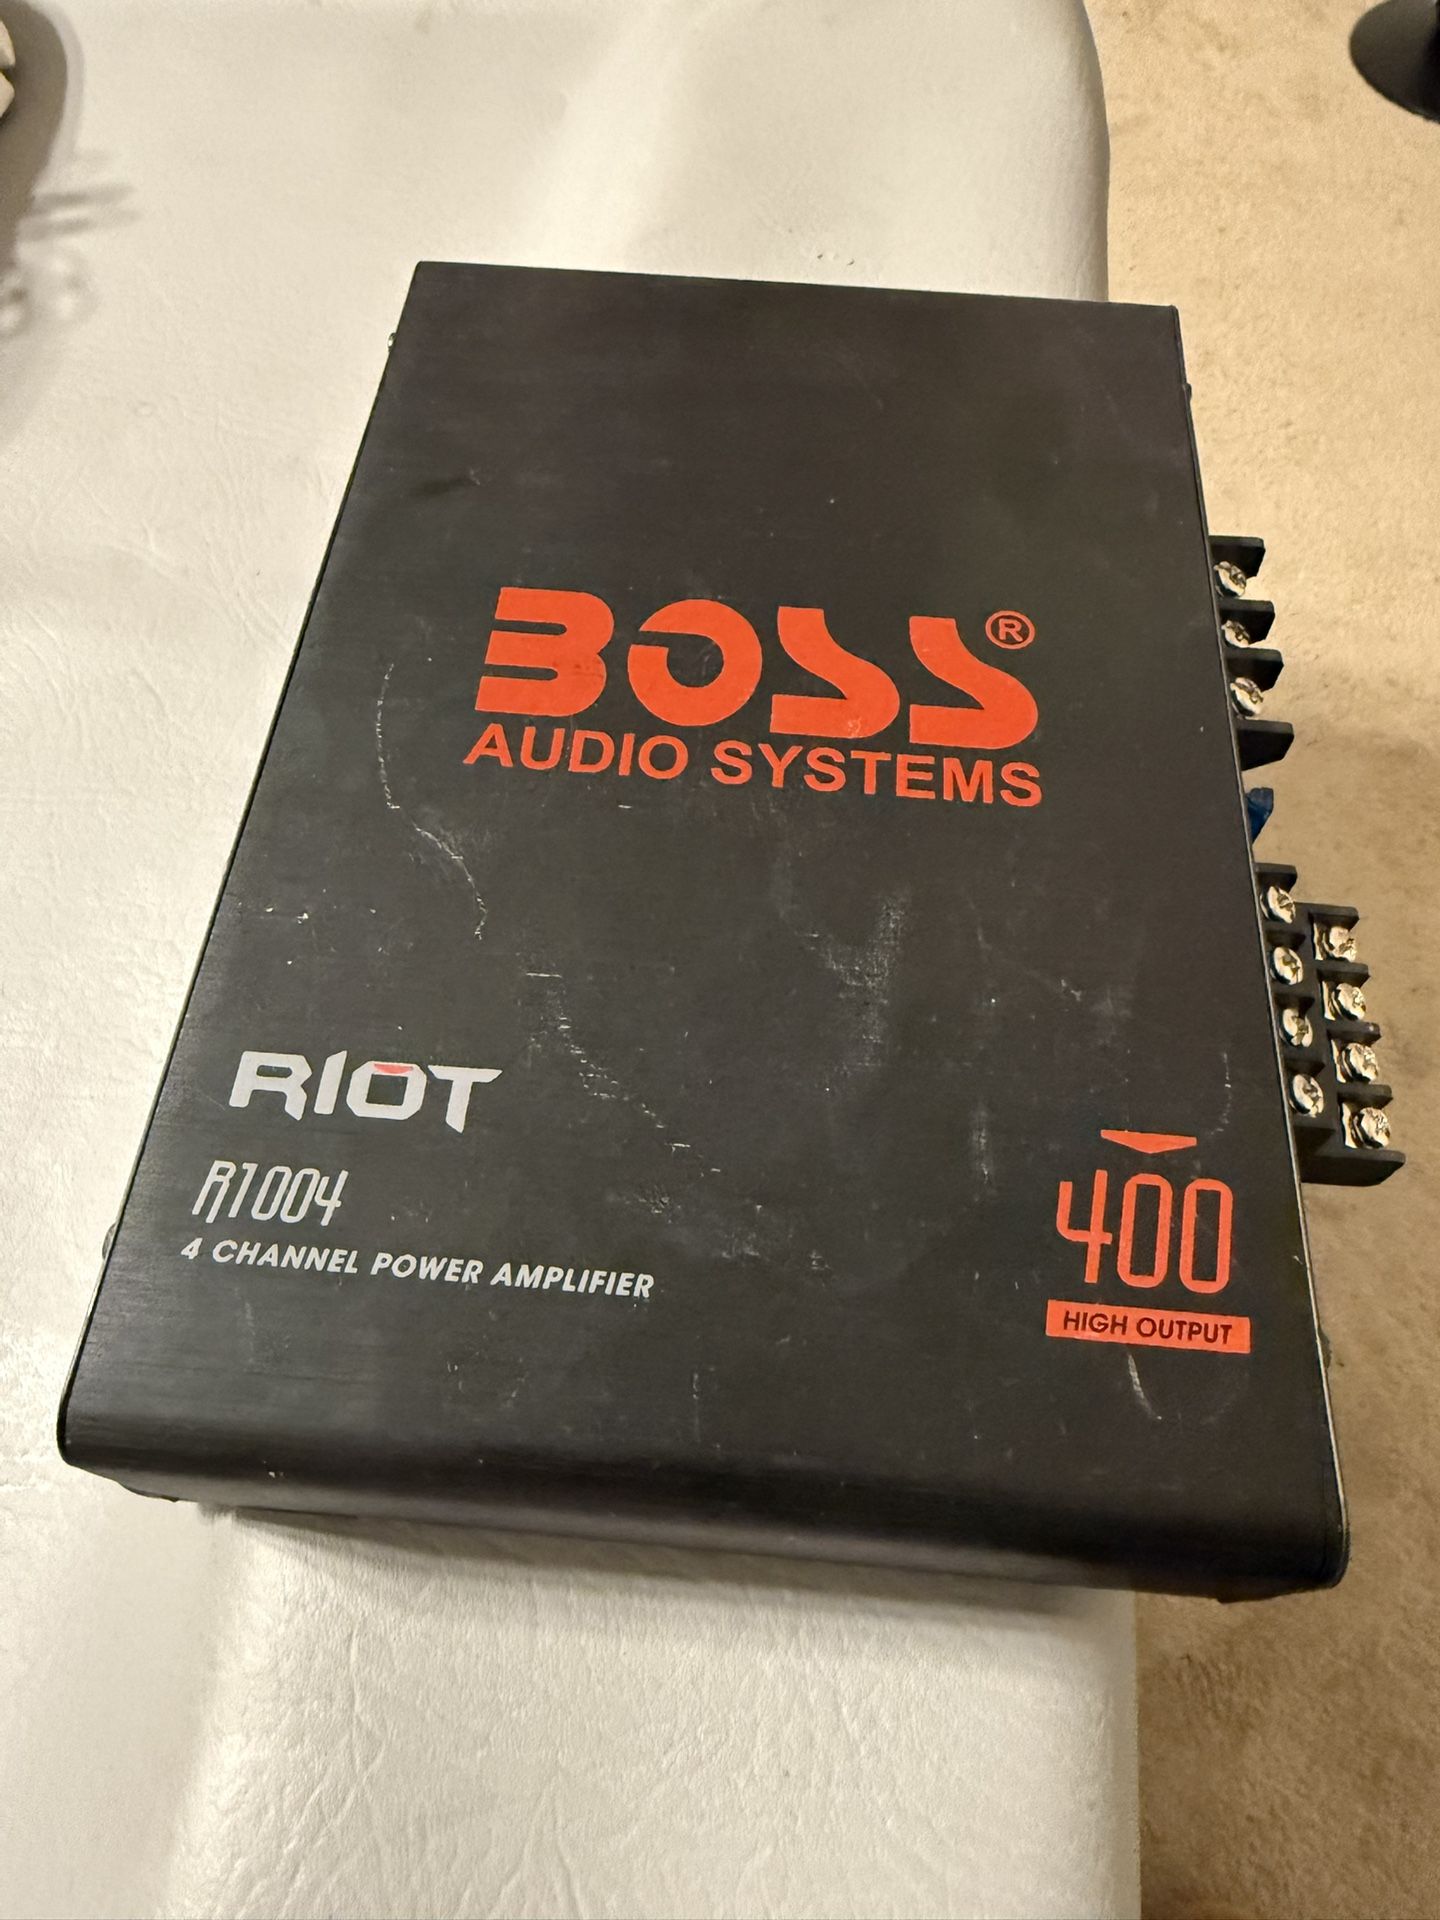 BOSS®
AUDIO SYSTEMS
RIOT
R1004
4 CHANNEL POWER AMPLIFIER
400
HIGH OUTPUT